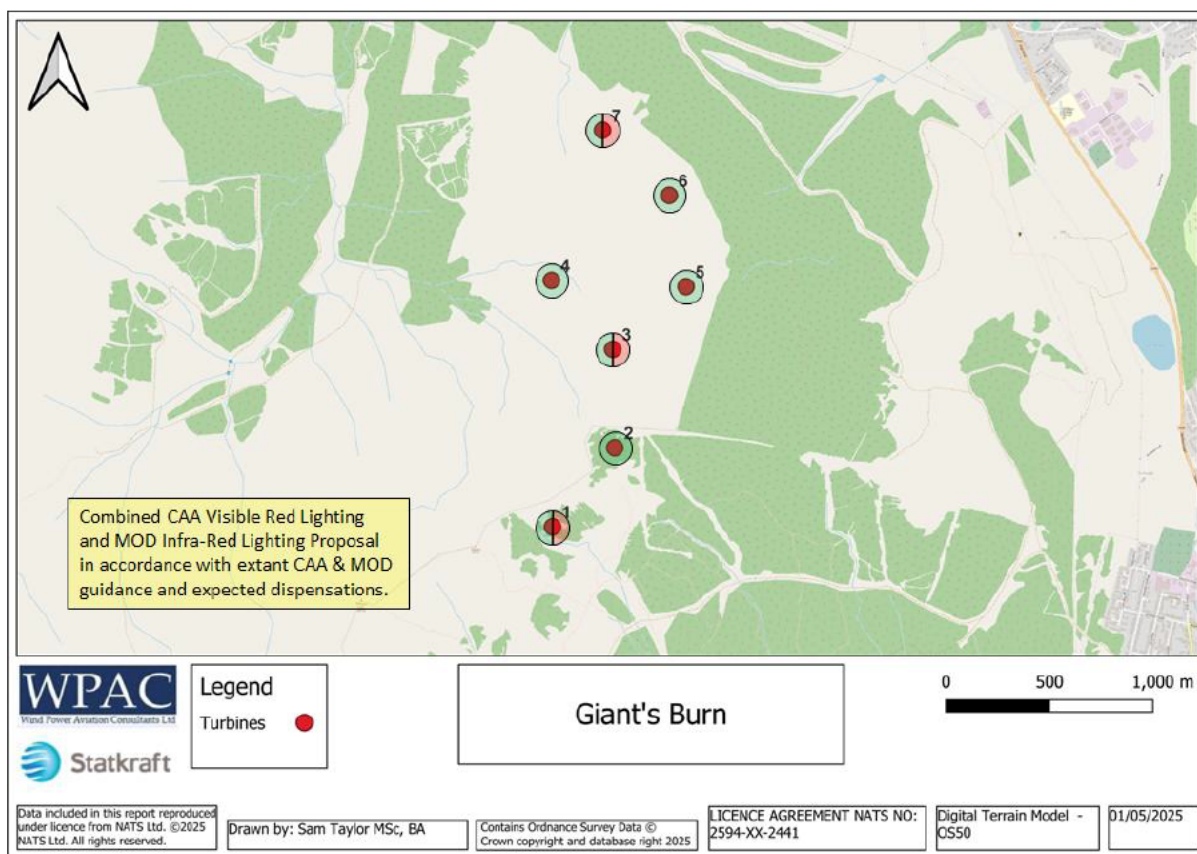 7
6
4
5
3
2
1
Combined CAA Visible Red Lighting
and MOD Infra-Red Lighting Proposal
in accordance with extant CAA & MOD
guidance and expected dispensations.
WPAC
Wind Power Aviation Consultants Ltd
Statkraft
Legend
Turbines
Giant's Burn
0 500 1,000 m
Data included in this report reproduced
under licence from NATS Ltd. ©2025
NATS Ltd. All rights reserved.
Drawn by: Sam Taylor MSc, BA
Contains Ordnance Survey Data ©
Crown copyright and database right 2025
LICENCE AGREEMENT NATS NO:
2594-XX-2441
Digital Terrain Model -
OS50
01/05/2025